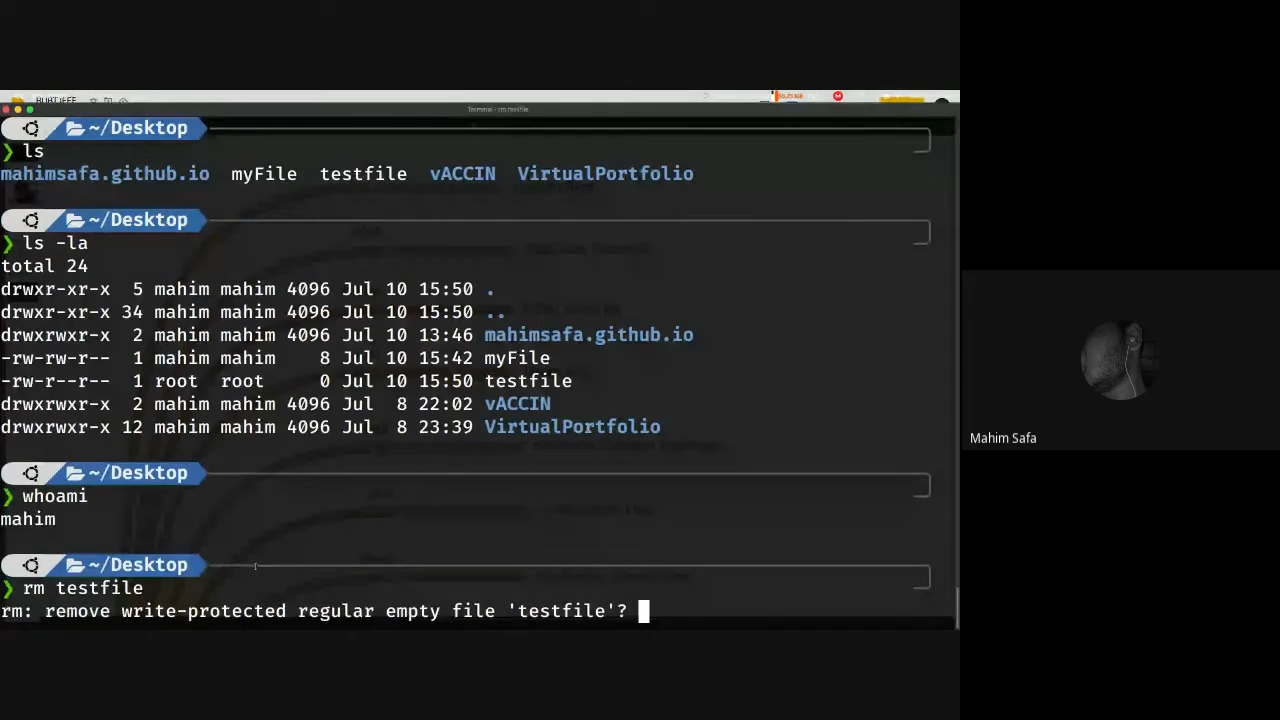 Terminal - rm testfile
~/Desktop
❯ ls
mahimsafa.github.io myFile testfile vACCIN VirtualPortfolio
~/Desktop
❯ ls -la
total 24
drwxr-xr-x 5 mahim mahim 4096 Jul 10 15:50 .
drwxr-xr-x 34 mahim mahim 4096 Jul 10 15:50 ..
drwxrwxr-x 2 mahim mahim 4096 Jul 10 13:46 mahimsafa.github.io
-rw-rw-r-- 1 mahim mahim 8 Jul 10 15:42 myFile
-rw-r--r-- 1 root root 0 Jul 10 15:50 testfile
drwxrwxr-x 2 mahim mahim 4096 Jul 8 22:02 vACCIN
drwxrwxr-x 12 mahim mahim 4096 Jul 8 23:39 VirtualPortfolio
~/Desktop
❯ whoami
mahim
~/Desktop
❯ rm testfile
rm: remove write-protected regular empty file 'testfile'?
Mahim Safa